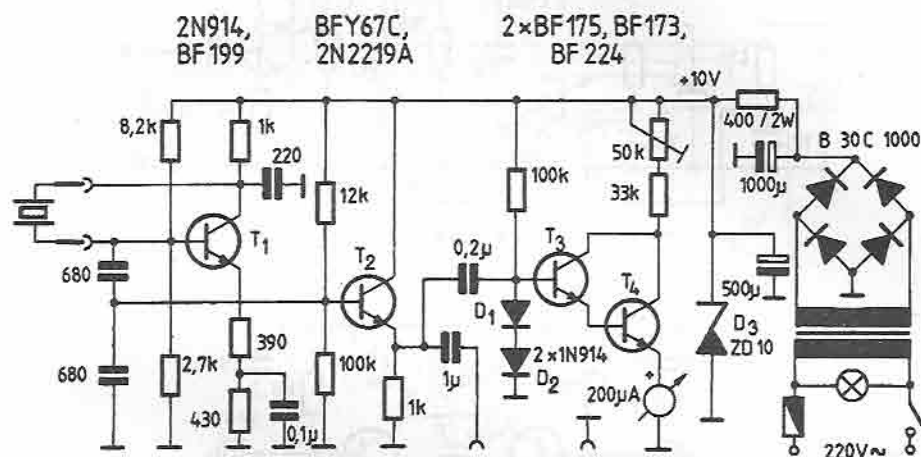 2N914,
BF199
BFY67C,
2N2219A
2×BF175, BF173,
BF224
+10V
8,2k
1k
220
12k
100k
50k
33k
400 / 2W
1000µ
B 30C 1000
T1
T2
0,2µ
T3
T4
500µ
680
680
2,7k
390
430
0,1µ
100k
1k
1µ
D1
2×1N914
D2
200µA
+
D3
ZD10
220V~